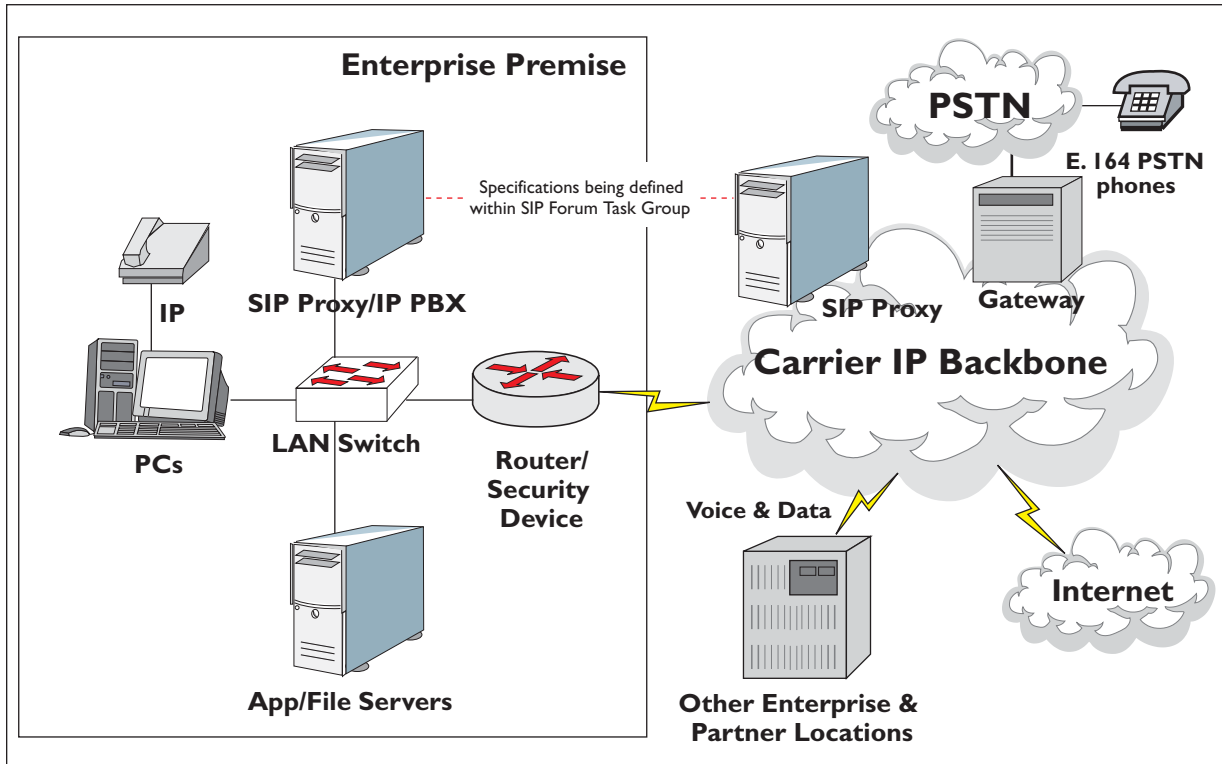 Enterprise Premise
PSTN
E. 164 PSTN
phones
Specifications being defined
within SIP Forum Task Group
IP
SIP Proxy/IP PBX
SIP Proxy
Gateway
Carrier IP Backbone
PCs
LAN Switch
Router/
Security
Device
Voice & Data
Internet
App/File Servers
Other Enterprise &
Partner Locations